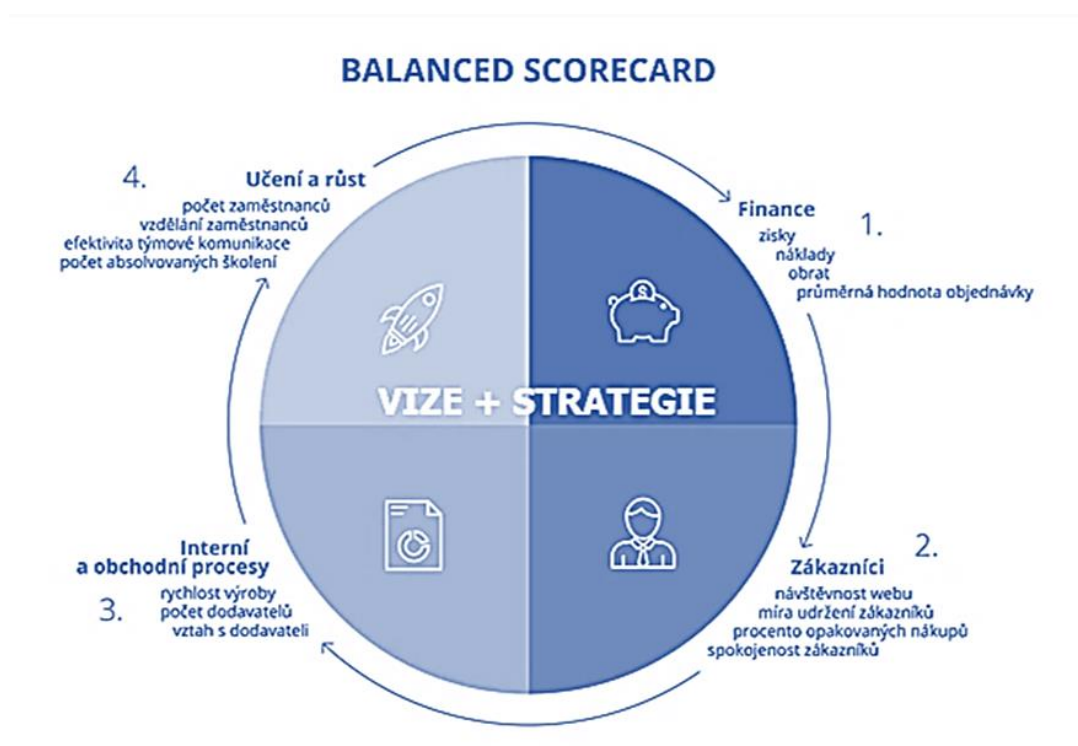 BALANCED SCORECARD
4.
Učení a růst
počet zaměstnanců
vzdělání zaměstnanců
efektivita týmové komunikace
počet absolvovaných školení
Finance
1.
zisky
náklady
obrat
průměrná hodnota objednávky
$
VIZE + STRATEGIE
2.
Zákazníci
návštěvnost webu
míra udržení zákazníků
procento opakovaných nákupů
spokojenost zákazníků
Interní
a obchodní procesy
3.
rychlost výroby
počet dodavatelů
vztah s dodavateli